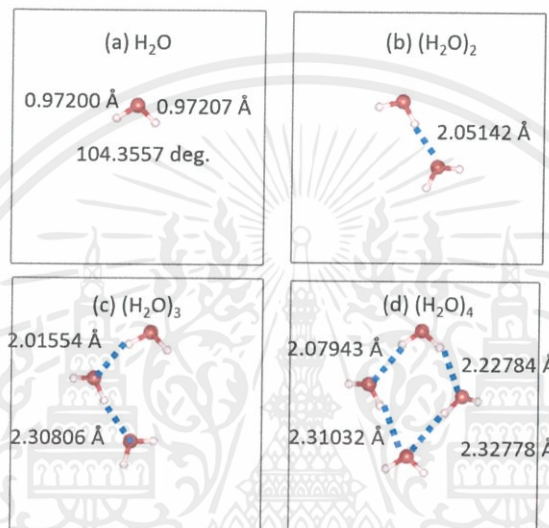 (a) H₂O
0.97200 Å 0.97207 Å
104.3557 deg.
(b) (H₂O)₂
2.05142 Å
(c) (H₂O)₃
2.01554 Å
2.30806 Å
(d) (H₂O)₄
2.07943 Å
2.22784 Å
2.31032 Å
2.32778 Å